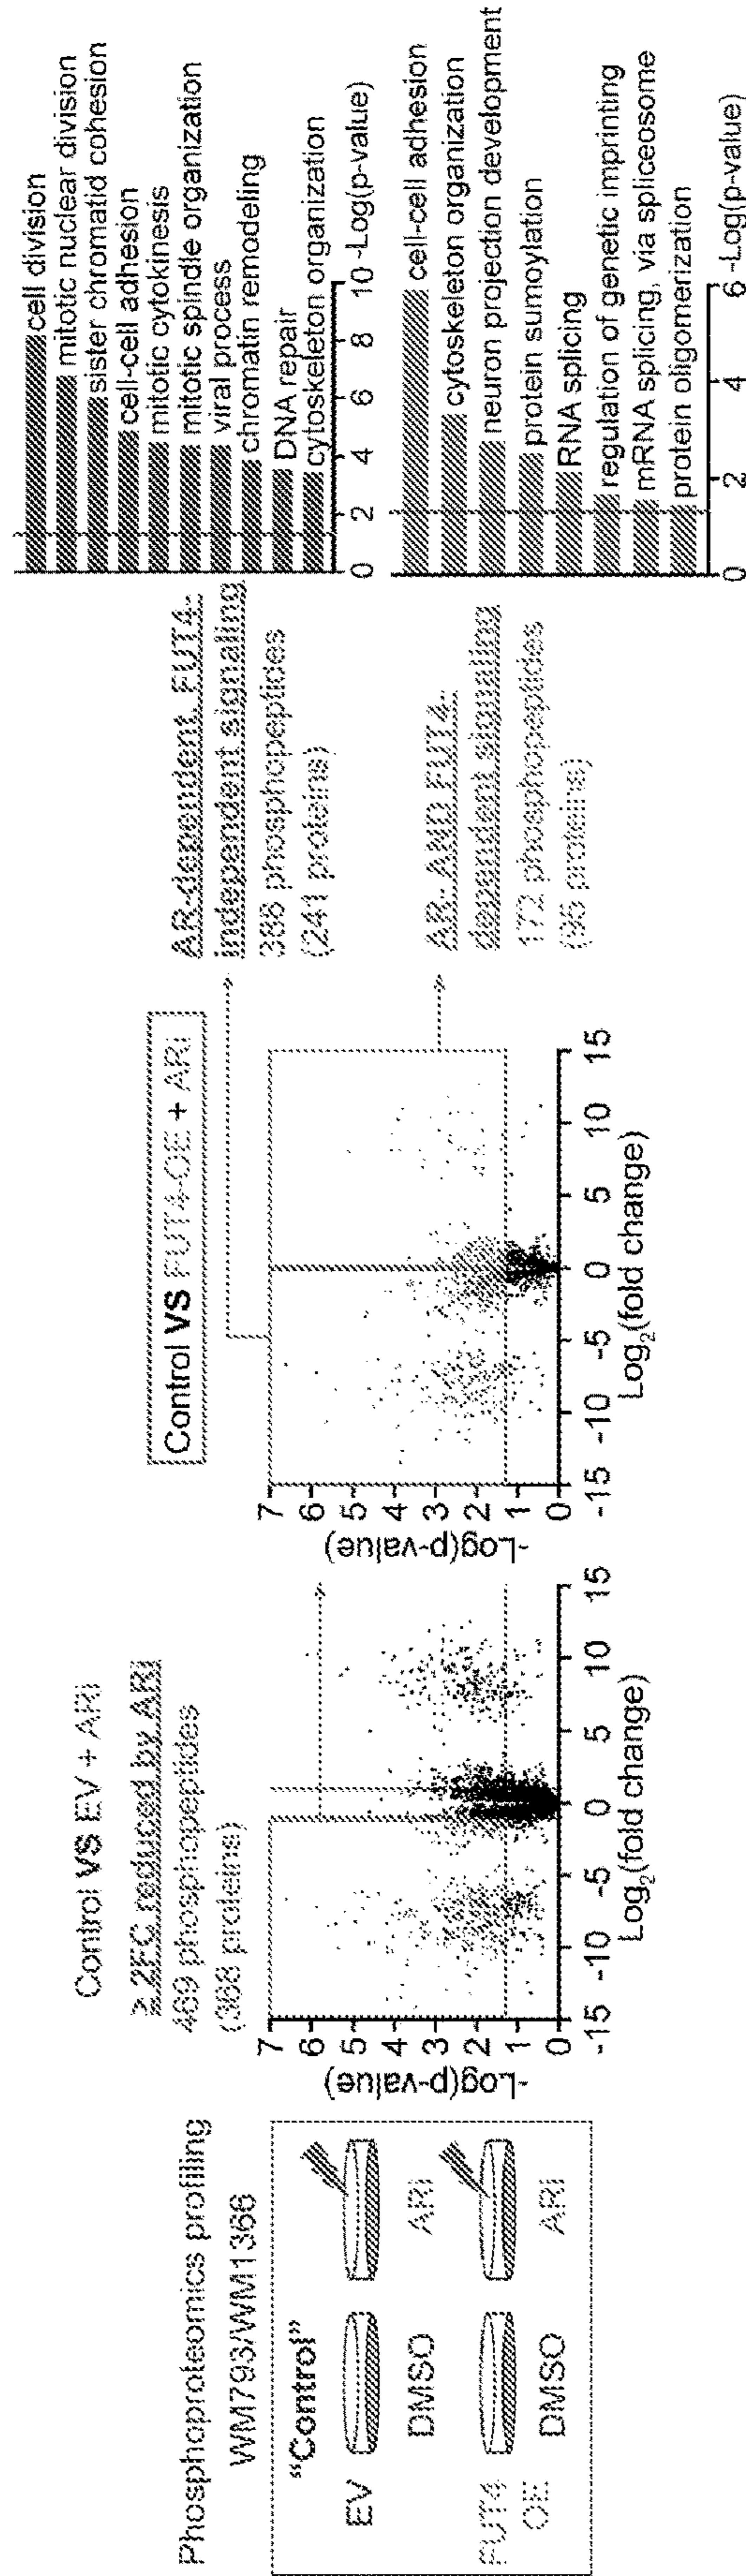 Phosphoproteomics profiling
WM793/WM1366
"Control"
EV
DMSO
ARI
FUT4
OE
DMSO
ARI
Control VS EV + ARI
≥ 2FC reduced by ARI
469 phosphopeptides
(368 proteins)
-Log(p-value)
7
6
5
4
3
2
1
0
-15 -10 -5 0 5 10 15
Log2(fold change)
Control VS FUT4-OE + ARI
-Log(p-value)
7
6
5
4
3
2
1
0
-15 -10 -5 0 5 10 15
Log2(fold change)
AR-dependent, FUT4-
independent signaling
phosphopeptides
(241 proteins)
AR- AND FUT4-
dependent signaling
172 phosphopeptides
proteins)
cell division
mitotic nuclear division
sister chromatid cohesion
cell-cell adhesion
mitotic cytokinesis
mitotic spindle organization
viral process
chromatin remodeling
DNA repair
cytoskeleton organization
0 2 4 6 8 10 -Log(p-value)
cell-cell adhesion
cytoskeleton organization
neuron projection development
protein sumoylation
RNA splicing
regulation of genetic imprinting
mRNA splicing, via spliceosome
protein oligomerization
0 2 4 6 -Log(p-value)